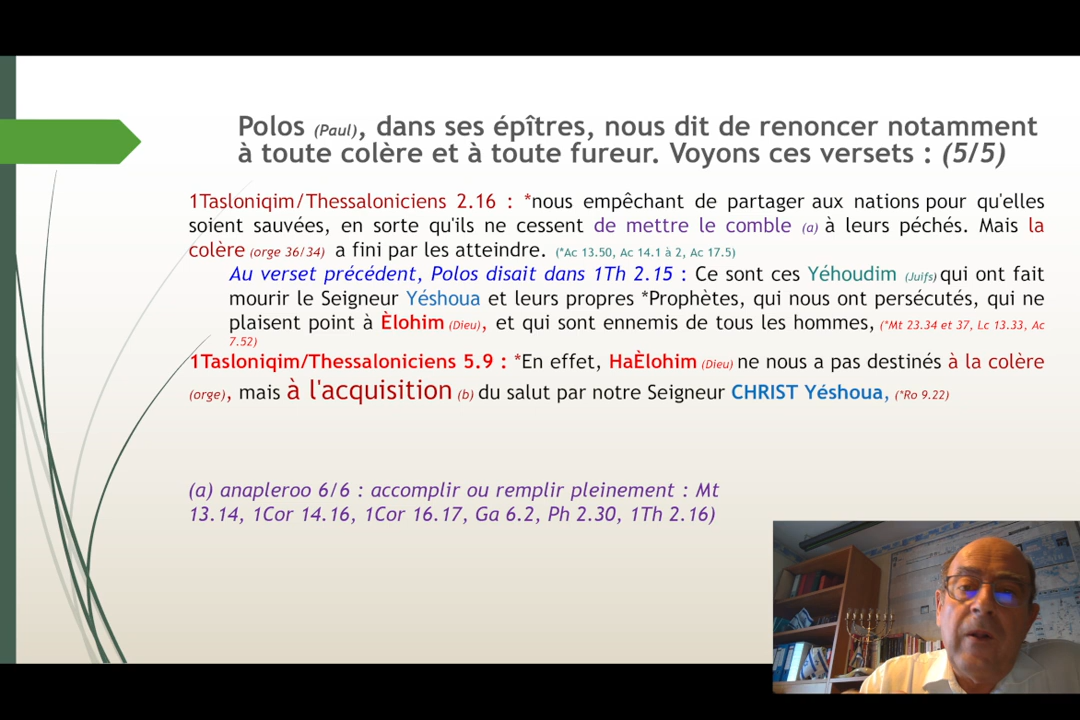 Polos (Paul), dans ses épîtres, nous dit de renoncer notamment
à toute colère et à toute fureur. Voyons ces versets : (5/5)
1Tasloniqim/Thessaloniciens 2.16 : *nous empêchant de partager aux nations pour qu'elles
soient sauvées, en sorte qu'ils ne cessent de mettre le comble (a) à leurs péchés. Mais la
colère (orge 36/34) a fini par les atteindre. (*Ac 13.50, Ac 14.1 à 2, Ac 17.5)
Au verset précédent, Polos disait dans 1Th 2.15 : Ce sont ces Yéhoudim (Juifs) qui ont fait
mourir le Seigneur Yéshoua et leurs propres *Prophètes, qui nous ont persécutés, qui ne
plaisent point à Èlohim (Dieu), et qui sont ennemis de tous les hommes, (*Mt 23.34 et 37, Lc 13.33, Ac
7.52)
1Tasloniqim/Thessaloniciens 5.9 : *En effet, HaÈlohim (Dieu) ne nous a pas destinés à la colère
(orge), mais à l'acquisition (b) du salut par notre Seigneur CHRIST Yéshoua, (*Ro 9.22)
(a) anapleroo 6/6 : accomplir ou remplir pleinement : Mt
13.14, 1Cor 14.16, 1Cor 16.17, Ga 6.2, Ph 2.30, 1Th 2.16)